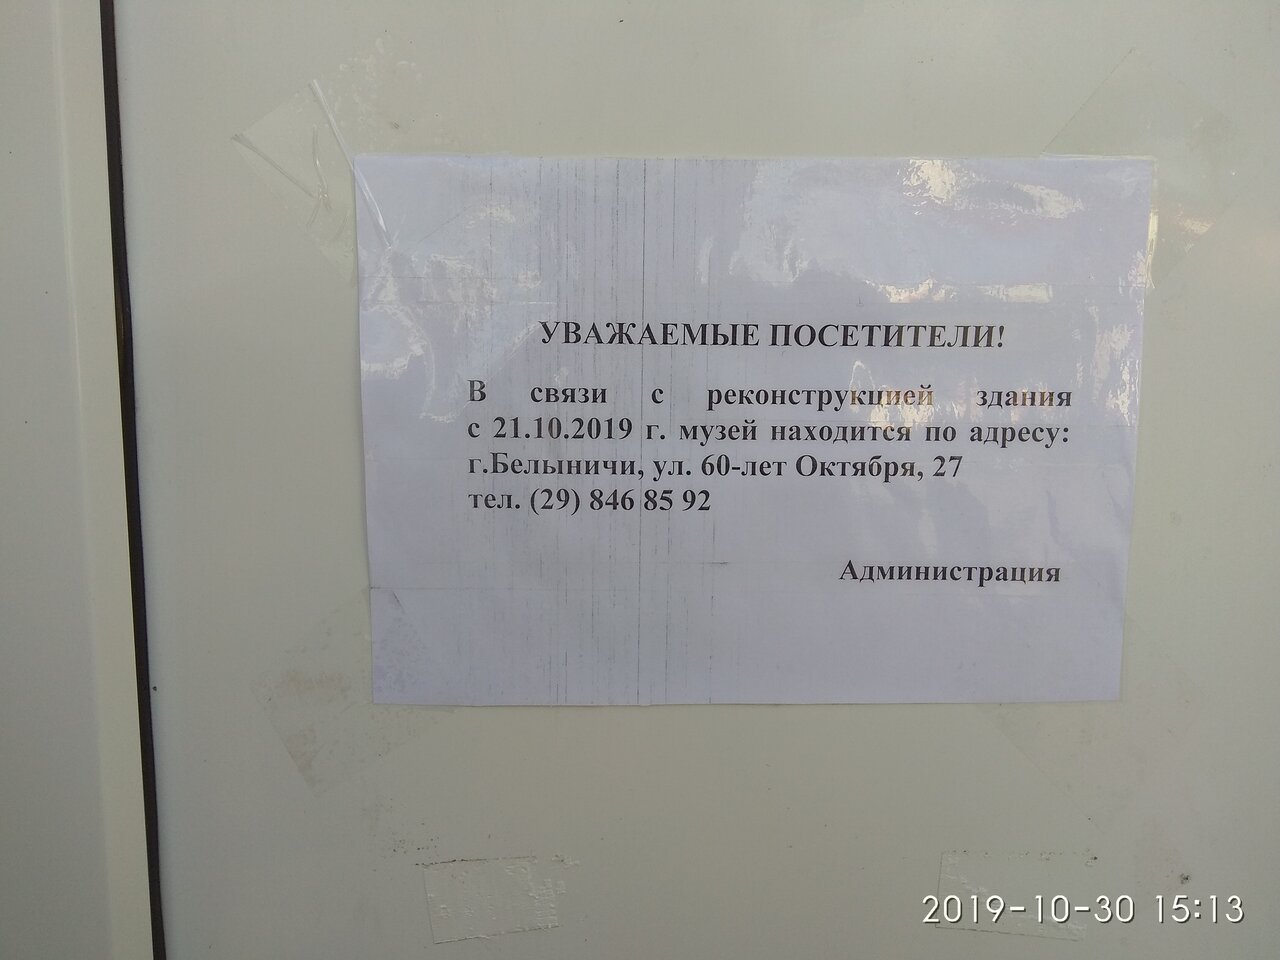 УВАЖАЕМЫЕ ПОСЕТИТЕЛИ!
В связи с реконструкцией здания
с 21.10.2019 г. музей находится по адресу:
г.Белыничи, ул. 60-лет Октября, 27
тел. (29) 846 85 92
Администрация
2019-10-30 15:13